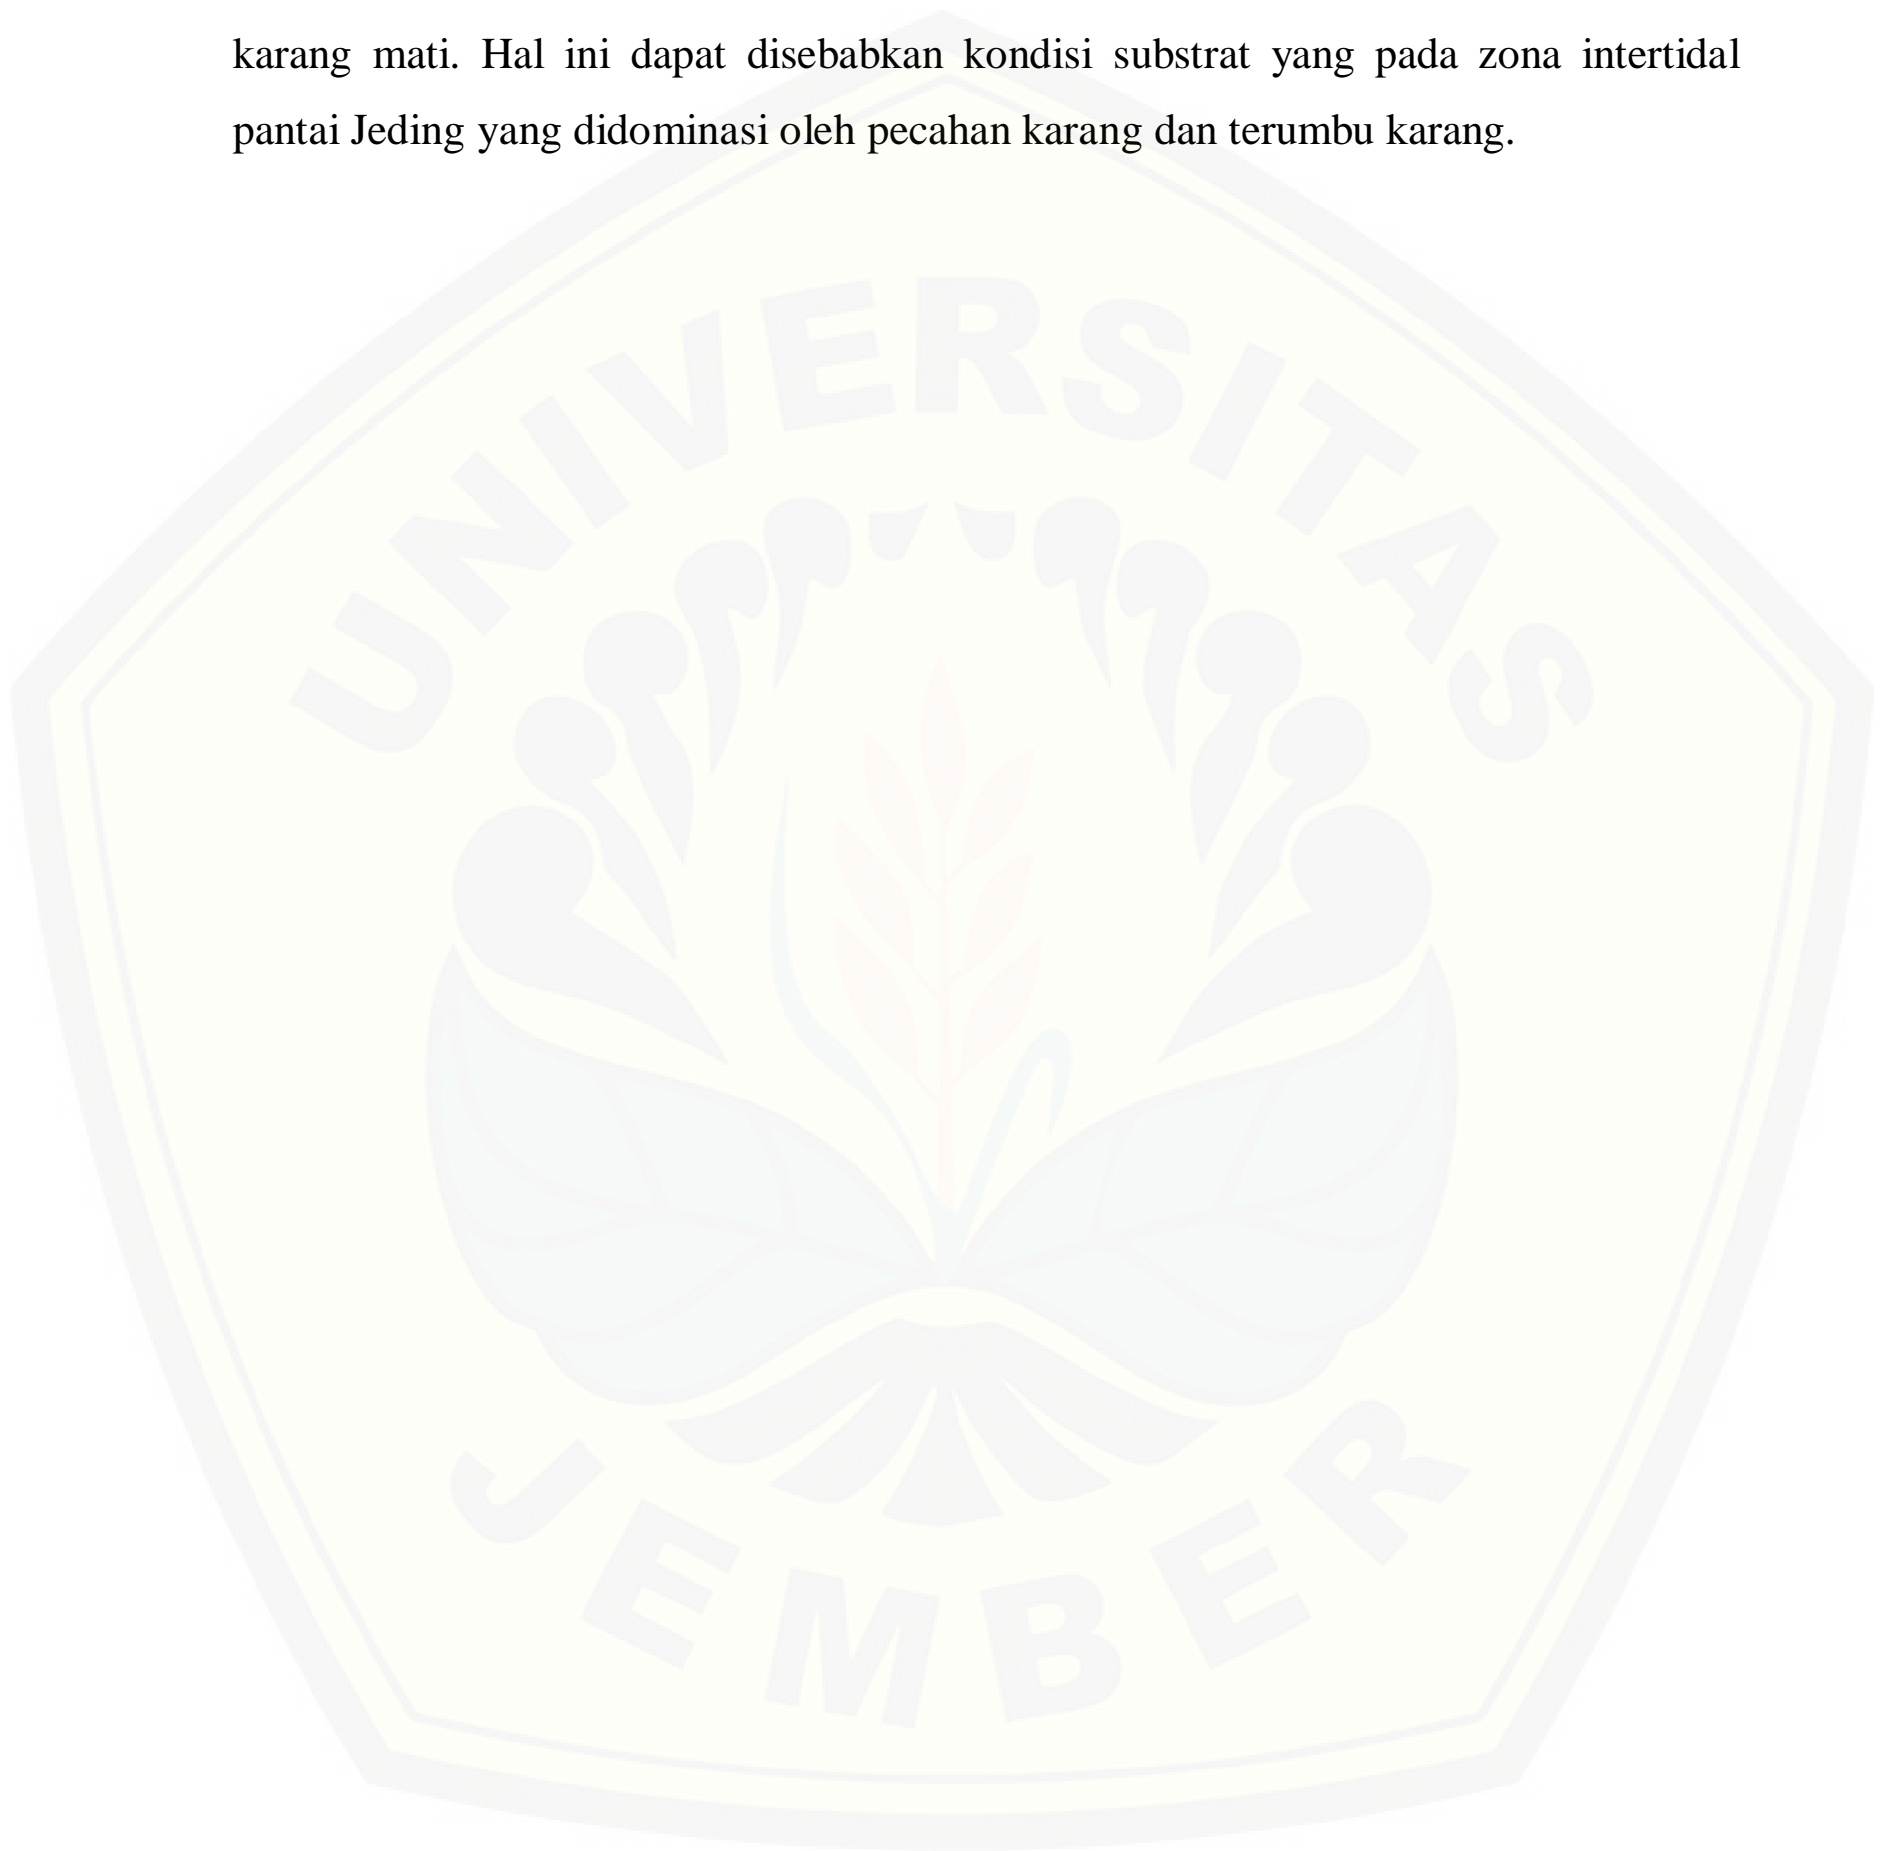 karang mati. Hal ini dapat disebabkan kondisi substrat yang pada zona intertidal
pantai Jeding yang didominasi oleh pecahan karang dan terumbu karang.
UNIVERSITAS
JEMBER